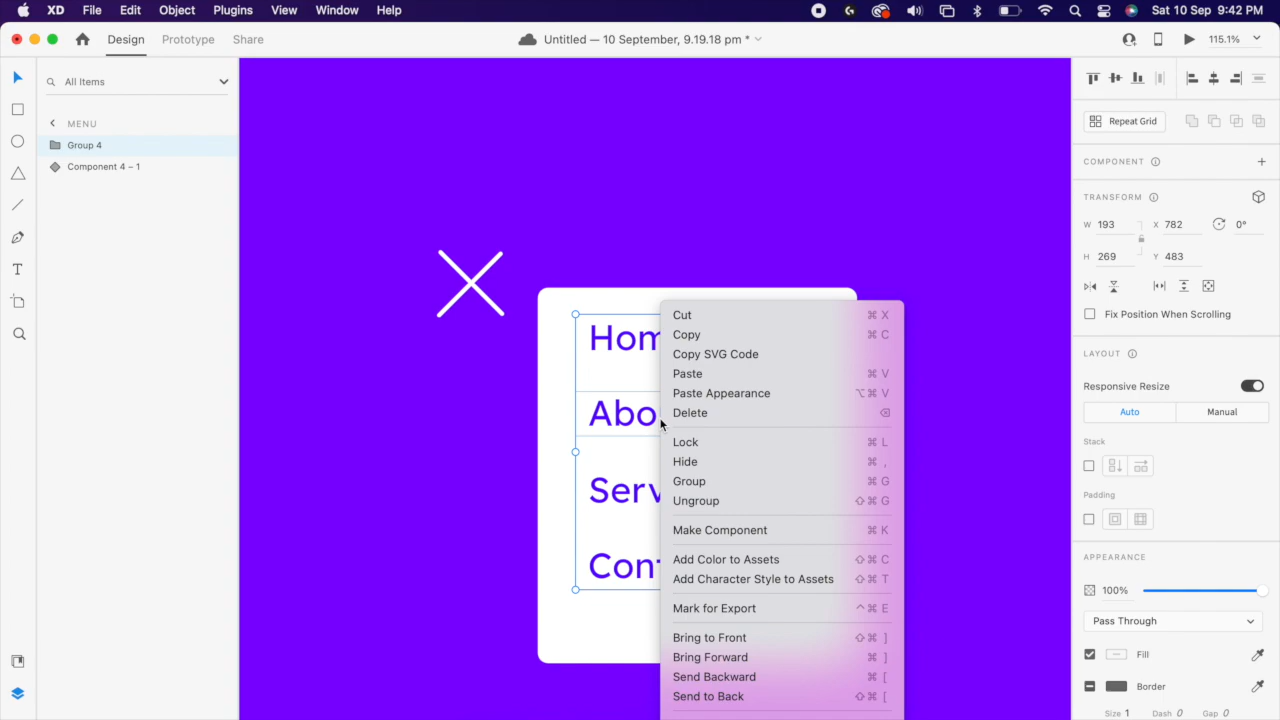 XD File Edit Object Plugins View Window Help Sat 10 Sep 9:42 PM
Design Prototype Share Untitled — 10 September, 9.19.18 pm * 115.1%
All Items
MENU
Group 4
Component 4 – 1
Home
Abo
Serv
Con
Cut ⌘ X
Copy ⌘ C
Copy SVG Code
Paste ⌘ V
Paste Appearance ⌥⌘ V
Delete ⌫
Lock ⌘ L
Hide ⌘ ,
Group ⌘ G
Ungroup ⇧⌘ G
Make Component ⌘ K
Add Color to Assets ⇧⌘ C
Add Character Style to Assets ⇧⌘ T
Mark for Export ^⌘ E
Bring to Front ⇧⌘ ]
Bring Forward ⌘ ]
Send Backward ⌘ [
Send to Back ⇧⌘ [
Repeat Grid
COMPONENT
TRANSFORM
W 193 X 782 0°
H 269 Y 483
Fix Position When Scrolling
LAYOUT
Responsive Resize
Auto Manual
Stack
Padding
APPEARANCE
100%
Pass Through
Fill
Border
Size 1 Dash 0 Gap 0